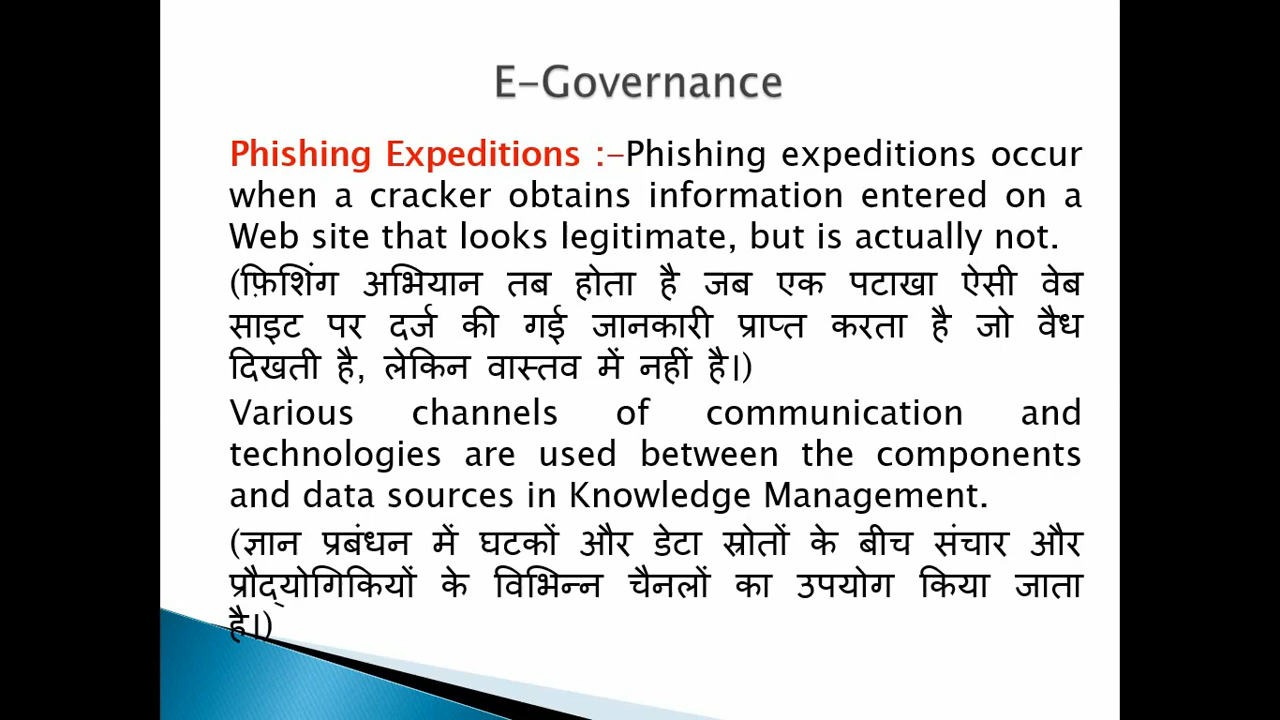 E-Governance
Phishing Expeditions :-Phishing expeditions occur
when a cracker obtains information entered on a
Web site that looks legitimate, but is actually not.
(फ़िशिंग अभियान तब होता है जब एक पटाखा ऐसी वेब
साइट पर दर्ज की गई जानकारी प्राप्त करता है जो वैध
दिखती है, लेकिन वास्तव में नहीं है।)
Various channels of communication and
technologies are used between the components
and data sources in Knowledge Management.
(ज्ञान प्रबंधन में घटकों और डेटा स्रोतों के बीच संचार और
प्रौद्योगिकियों के विभिन्न चैनलों का उपयोग किया जाता
है।)